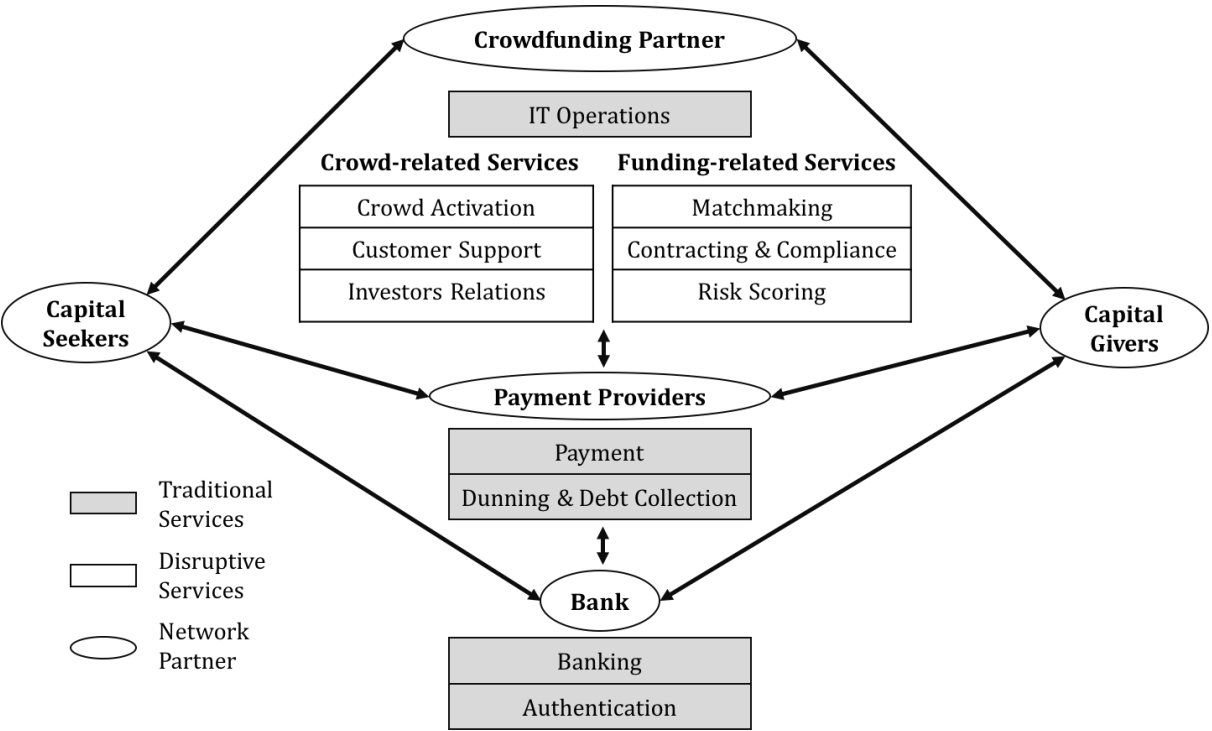 Crowdfunding Partner
IT Operations
Crowd-related Services
Funding-related Services
Crowd Activation
Matchmaking
Customer Support
Contracting & Compliance
Investors Relations
Risk Scoring
Capital
Seekers
Capital
Givers
Payment Providers
Payment
Dunning & Debt Collection
Traditional
Services
Disruptive
Services
Bank
Network
Partner
Banking
Authentication